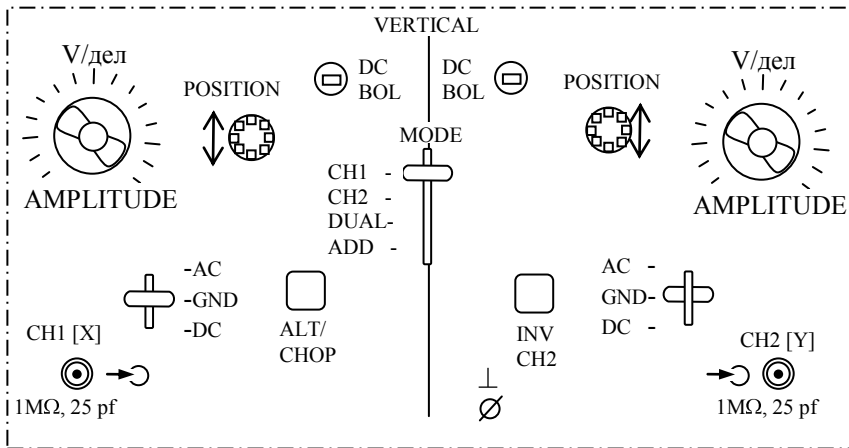 VERTICAL
V/дел
POSITION
DC
BOL
AMPLITUDE
DC
BOL
POSITION
V/дел
AMPLITUDE
MODE
CH1 -
CH2 -
DUAL-
ADD -
-AC
-GND
-DC
ALT/
CHOP
CH1 [X]
1MΩ, 25 pf
INV
CH2
AC -
GND-
DC -
CH2 [Y]
1MΩ, 25 pf